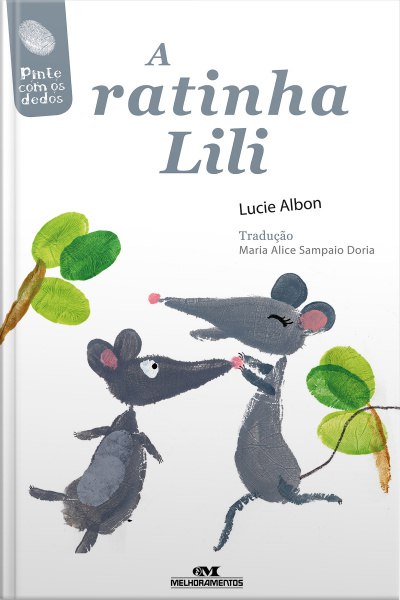 Pinte
com os
dedos
A
ratinha
Lili
Lucie Albon
Tradução
Maria Alice Sampaio Doria
MELHORAMENTOS